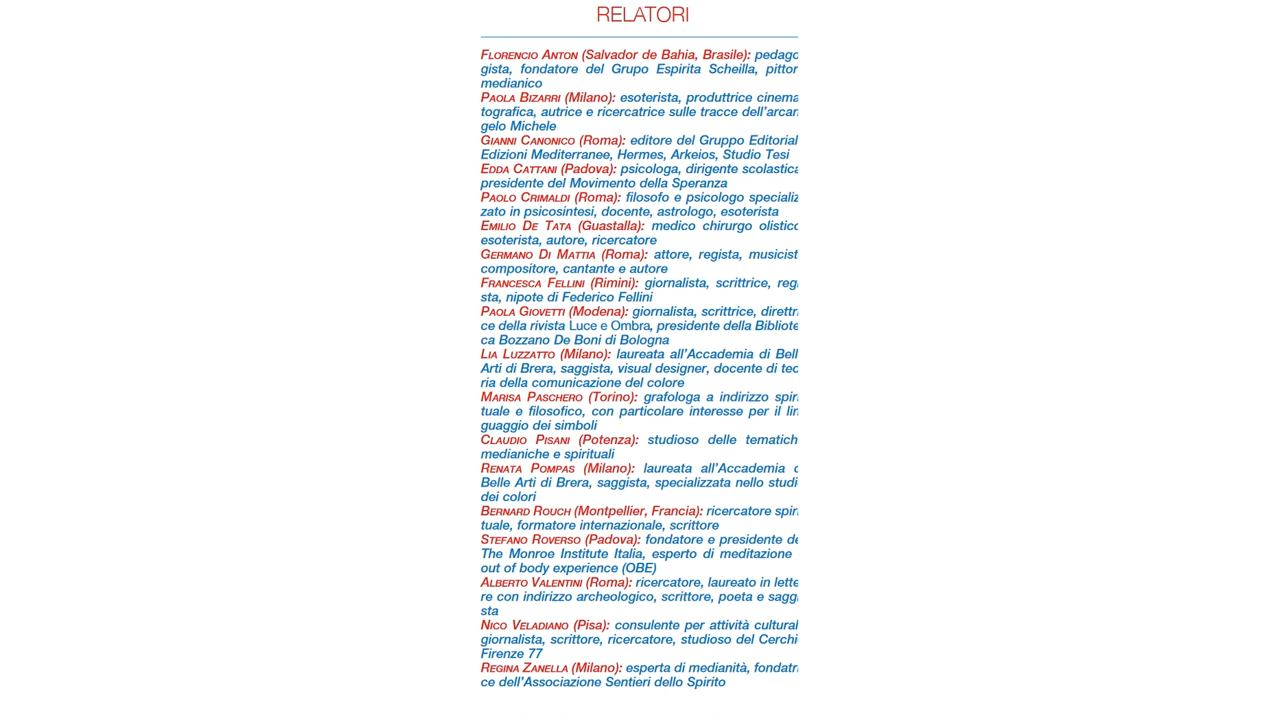 RELATORI
FLORENCIO ANTON (Salvador de Bahia, Brasile): pedago
gista, fondatore del Grupo Espirita Scheilla, pittor
medianico
PAOLA BIZARRI (Milano): esoterista, produttrice cinema
tografica, autrice e ricercatrice sulle tracce dell'arcan
gelo Michele
GIANNI CANONICO (Roma): editore del Gruppo Editorial
Edizioni Mediterranee, Hermes, Arkeios, Studio Tesi
EDDA CATTANI (Padova): psicologa, dirigente scolastica
presidente del Movimento della Speranza
PAOLO CRIMALDI (Roma): filosofo e psicologo specializ
zato in psicosintesi, docente, astrologo, esoterista
EMILIO DE TATA (Guastalla): medico chirurgo olistico
esoterista, autore, ricercatore
GERMANO DI MATTIA (Roma): attore, regista, musicist
compositore, cantante e autore
FRANCESCA FELLINI (Rimini): giornalista, scrittrice, regi
sta, nipote di Federico Fellini
PAOLA GIOVETTI (Modena): giornalista, scrittrice, direttri
ce della rivista Luce e Ombra, presidente della Bibliote
ca Bozzano De Boni di Bologna
LIA LUZZATTO (Milano): laureata all'Accademia di Bell
Arti di Brera, saggista, visual designer, docente di teo
ria della comunicazione del colore
MARISA PASCHERO (Torino): grafologa a indirizzo spiri
tuale e filosofico, con particolare interesse per il lin
guaggio dei simboli
CLAUDIO PISANI (Potenza): studioso delle tematich
medianiche e spirituali
RENATA POMPAS (Milano): laureata all'Accademia d
Belle Arti di Brera, saggista, specializzata nello studi
dei colori
BERNARD ROUCH (Montpellier, Francia): ricercatore spiri
tuale, formatore internazionale, scrittore
STEFANO ROVERSO (Padova): fondatore e presidente de
The Monroe Institute Italia, esperto di meditazione
out of body experience (OBE)
ALBERTO VALENTINI (Roma): ricercatore, laureato in lette
re con indirizzo archeologico, scrittore, poeta e saggi
sta
NICO VELADIANO (Pisa): consulente per attività cultural
giornalista, scrittore, ricercatore, studioso del Cerchi
Firenze 77
REGINA ZANELLA (Milano): esperta di medianità, fondatri
ce dell'Associazione Sentieri dello Spirito